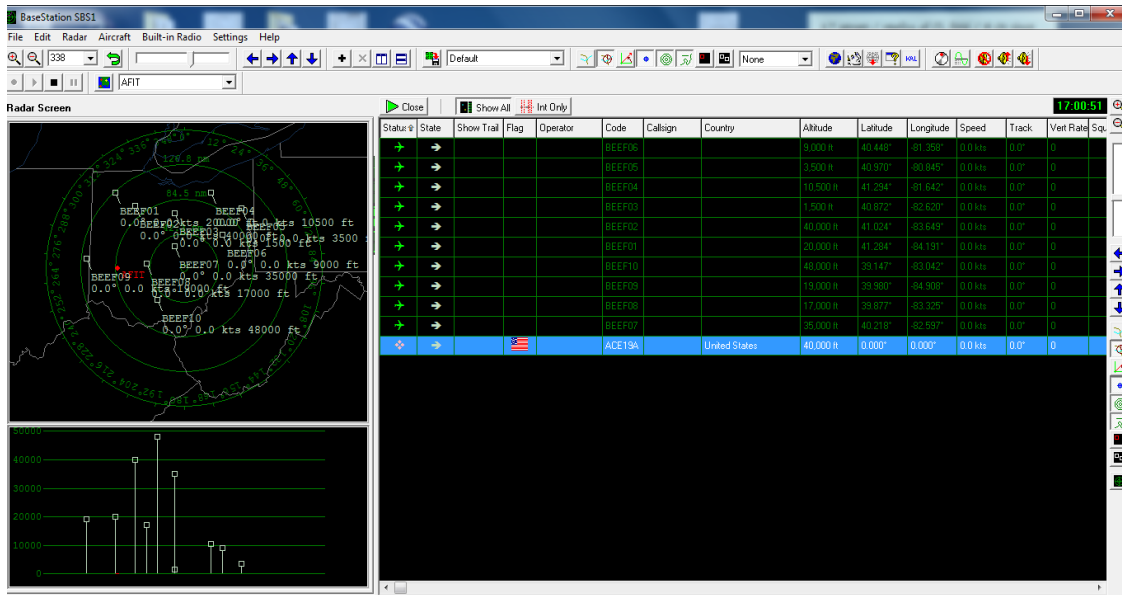 BaseStation SBS1
File Edit Radar Aircraft Built-in Radio Settings Help
338 Default None
AFIT
Radar Screen
Close Show All Int Only 17:00:51
Status State Show Trail Flag Operator Code Callsign Country Altitude Latitude Longitude Speed Track Vert Rate Squ
BEEF06 9,000 ft 40.448° -81.358° 0.0 kts 0.0° 0
BEEF05 3,500 ft 40.970° -80.845° 0.0 kts 0.0° 0
BEEF04 10,500 ft 41.294° -81.642° 0.0 kts 0.0° 0
BEEF03 1,500 ft 40.872° -82.620° 0.0 kts 0.0° 0
BEEF02 40,000 ft 41.024° -83.649° 0.0 kts 0.0° 0
BEEF01 20,000 ft 41.284° -84.191° 0.0 kts 0.0° 0
BEEF10 48,000 ft 39.147° -83.042° 0.0 kts 0.0° 0
BEEF09 19,000 ft 39.980° -84.908° 0.0 kts 0.0° 0
BEEF08 17,000 ft 39.877° -83.325° 0.0 kts 0.0° 0
BEEF07 35,000 ft 40.218° -82.597° 0.0 kts 0.0° 0
ACE19A United States 40,000 ft 0.000° 0.000° 0.0 kts 0.0° 0
126.8 nm
84.5 nm
BEEF01 BEEF04
10500 ft
3500
BEEF06
BEEF07 0.0° 0.0 kts 9000 ft
BEEF09 0.0° 0.0 kts 35000 ft
0.0° 0.0 kts 17000 ft
BEEF10
0.0° 0.0 kts 48000 ft
50000
40000
30000
20000
10000
0